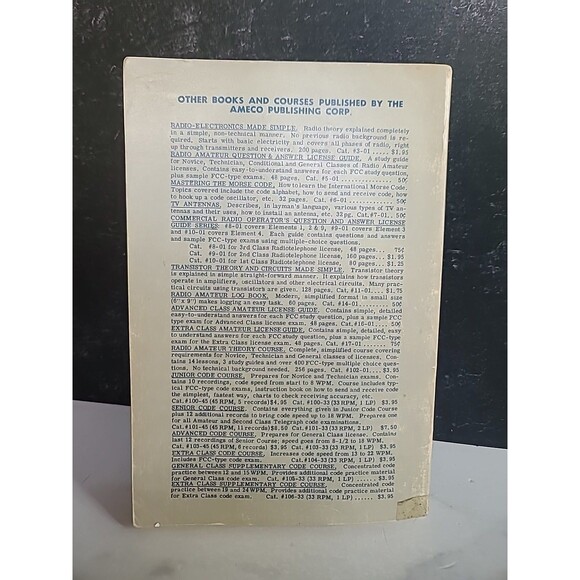 OTHER BOOKS AND COURSES PUBLISHED BY THE
AMECO PUBLISHING CORP.
RADIO-ELECTRONICS MADE SIMPLE. Radio theory explained completely
in a simple, non-technical manner. No previous radio background is re-
quired. Starts with basic electricity and covers all phases of radio, right
up through transmitters and receivers. 200 pages. Cat. #3-01 .... $1.95
RADIO AMATEUR QUESTION & ANSWER LICENSE GUIDE. A study guide
for Novice, Technician, Conditional and General Classes of Radio Amateur
licenses. Contains easy-to-understand answers for each FCC study question,
plus sample FCC-type exams. 48 pages. Cat. #5-01 ........... 50¢
MASTERING THE MORSE CODE. How to learn the International Morse Code.
Topics covered include the code alphabet, how to send and receive code, how
to hook up a code oscillator, etc. 32 pages. Cat. #6-01 ......... 50¢
TV ANTENNAS. Describes, in layman's language, various types of TV an-
tennas and their uses, how to install an antenna, etc. 32 pg. Cat. #7-01.. 50¢
COMMERCIAL RADIO OPERATOR'S QUESTION AND ANSWER LICENSE
GUIDE SERIES: #8-01 covers Elements 1, 2 & 9, #9-01 covers Element 3
and #10-01 covers Element 4. Each guide contains questions and answers
and sample FCC-type exams using multiple-choice questions.
Cat. #8-01 for 3rd Class Radiotelephone license, 48 pages... 75¢
Cat. #9-01 for 2nd Class Radiotelephone license, 160 pages... $1.95
Cat. #10-01 for 1st Class Radiotelephone license, 80 pages... $1.25
TRANSISTOR THEORY AND CIRCUITS MADE SIMPLE. Transistor theory
is explained in simple straight-forward manner. It explains how transistors
operate in amplifiers, oscillators and other electrical circuits. Many prac-
tical circuits using transistors are given. 128 pages. Cat. #11-01.... $1.75
RADIO AMATEUR LOG BOOK. Modern, simplified format in small size
(6" x 9") makes logging an easy task. 80 pages. Cat. #14-01 ..... 50¢
ADVANCED CLASS AMATEUR LICENSE GUIDE. Contains simple, detailed
easy-to-understand answers for each FCC study question, plus a sample FCC
type exam for Advanced Class license exam. 48 pages. Cat. #16-01.... 50¢
EXTRA CLASS AMATEUR LICENSE GUIDE. Contains simple, detailed, easy
to understand answers for each FCC study question, plus a sample FCC-type
exam for the Extra Class license exam. 48 pages. Cat. #17-01 ..... 75¢
RADIO AMATEUR THEORY COURSE. Complete, simplified course covering
requirements for Novice, Technician and General classes of licenses. Con-
tains 14 lessons, 3 study guides and over 400 FCC-type multiple choice ques-
tions. No technical background needed. 256 pages. Cat. #102-01.. $3.95
JUNIOR CODE COURSE. Prepares for Novice and Technician exams. Con-
tains 10 recordings, code speed from start to 8 WPM. Course includes typi-
cal FCC-type code exams, instruction book on how to send and receive code
the simplest, fastest way, charts to check receiving accuracy, etc.
Cat. #100-45 (45 RPM, 5 records) $4.95 Cat. #100-33 (33 RPM, 1 LP) $3.95
SENIOR CODE COURSE. Contains everything given in Junior Code Course
plus 12 additional records to bring code speed up to 18 WPM. Prepares one
for all Amateur and Second Class Telegraph code examinations.
Cat. #101-45 (45 RPM, 11 records) $8.50 Cat. #101-33 (33 RPM, 2 LP) $7.50
ADVANCED CODE COURSE. Prepares for General class license. Contains
last 12 recordings of Senior Course; speed goes from 8-1/2 to 18 WPM.
Cat. #103-45 (45 RPM, 6 records) $3.95 Cat. #103-33 (33 RPM, 1 LP) $3.95
EXTRA CLASS CODE COURSE. Increases code speed from 13 to 22 WPM.
includes FCC-type code exam. Cat. #104-33 (33 RPM, 1 LP) $3.95
GENERAL CLASS SUPPLEMENTARY CODE COURSE. Concentrated code
practice between 12 and 15 WPM. Provides additional code practice material
for General Class code exam. Cat. #105-33 (33 RPM, 1 LP) $3.95
EXTRA CLASS SUPPLEMENTARY CODE COURSE. Concentrated code
practice between 19 and 24 WPM. Provides additional code practice material
for Extra Class code exam. Cat. #106-33 (33 RPM, 1 LP) .. $3.95